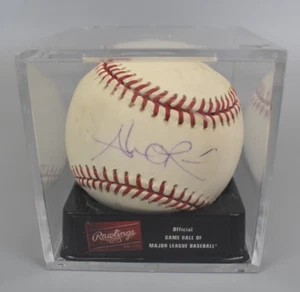 Rawlings
Official
GAME BALL OF
MAJOR LEAGUE BASEBALL®